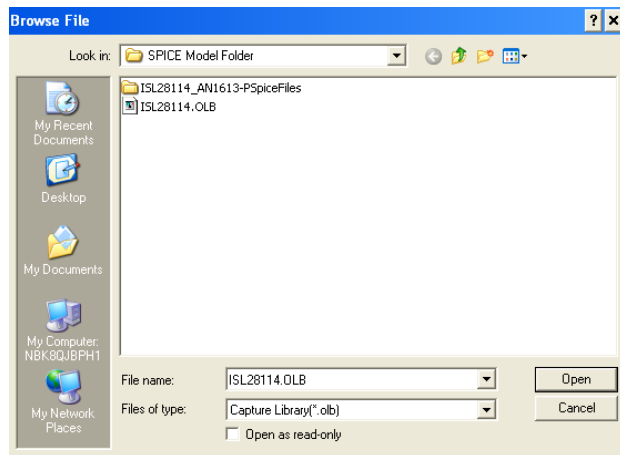 Browse File
Look in: SPICE Model Folder
My Recent
Documents
Desktop
My Documents
My Computer:
NBK8QJBPH1
My Network
Places
ISL28114_AN1613-PSpiceFiles
ISL28114.OLB
File name: ISL28114.OLB Open
Files of type: Capture Library(*.olb) Cancel
Open as read-only